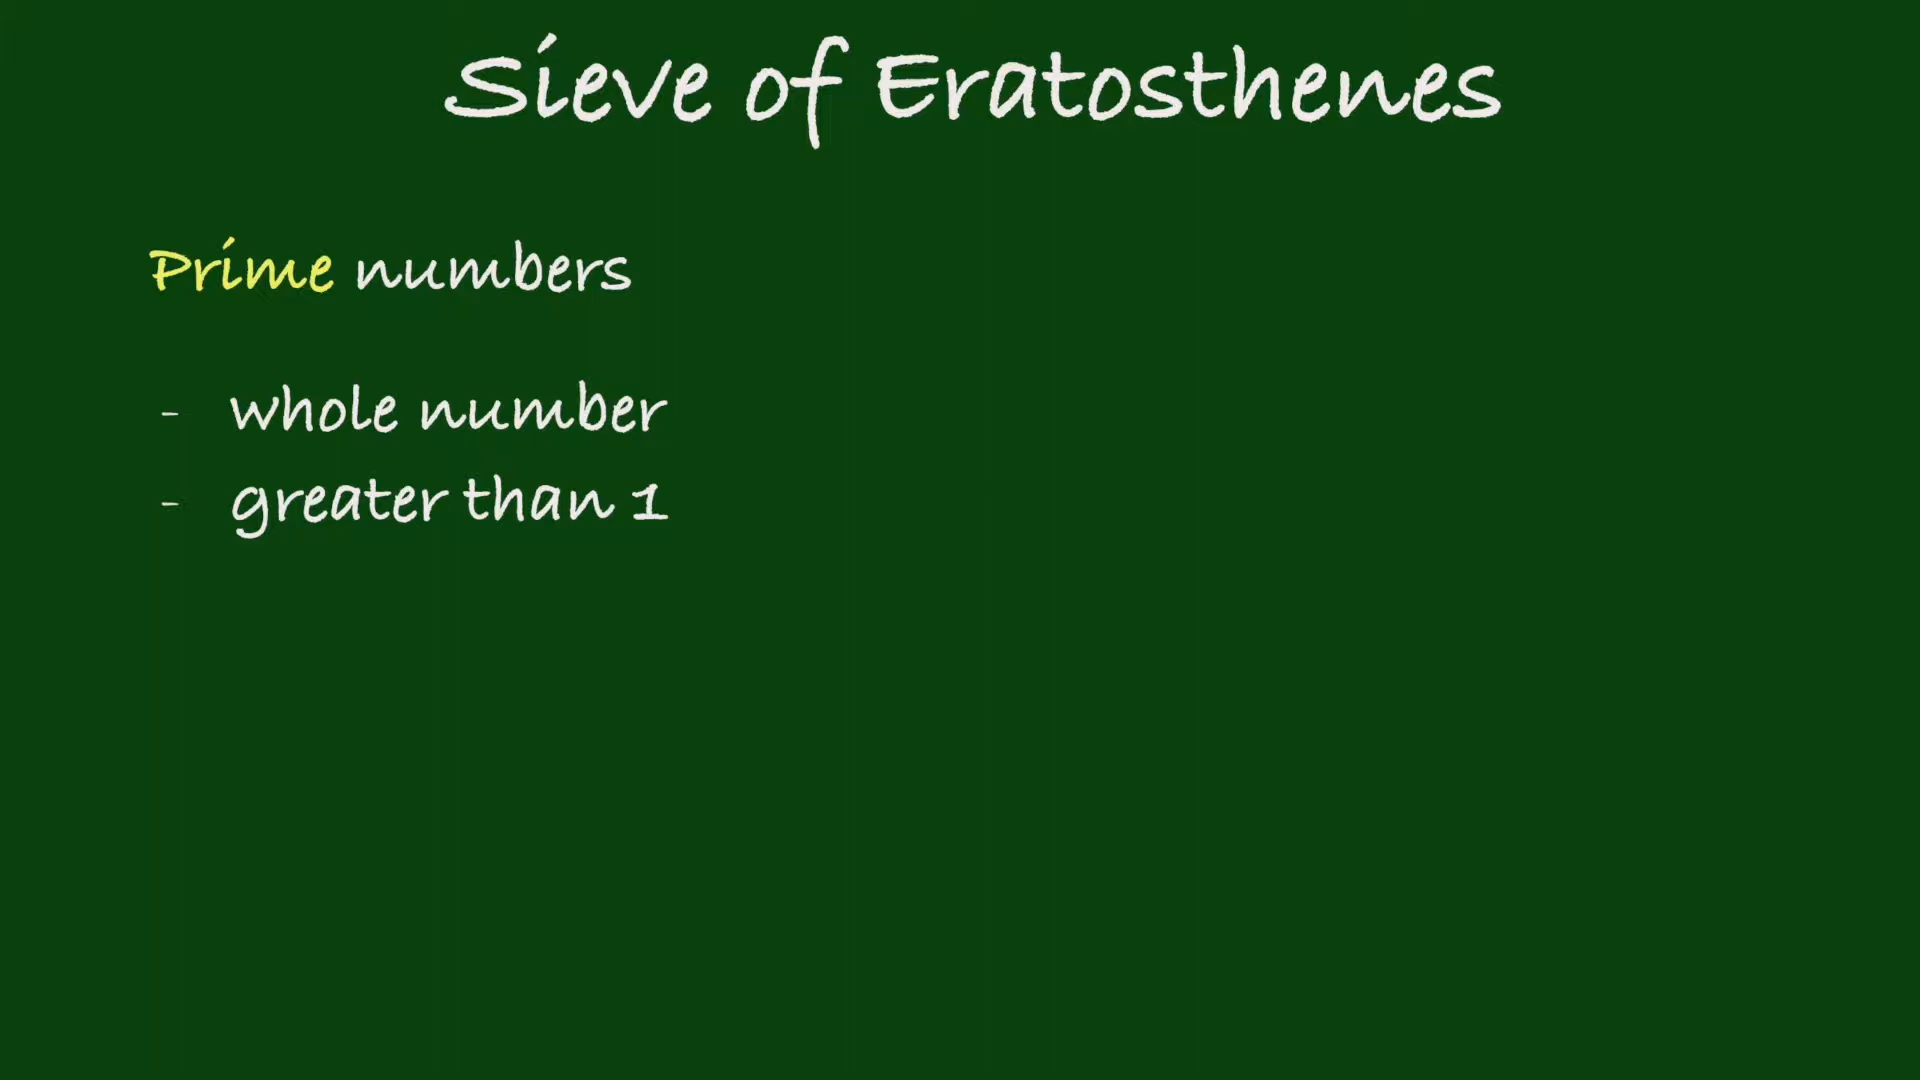 Sieve of Eratosthenes
Prime numbers
- whole number
- greater than 1